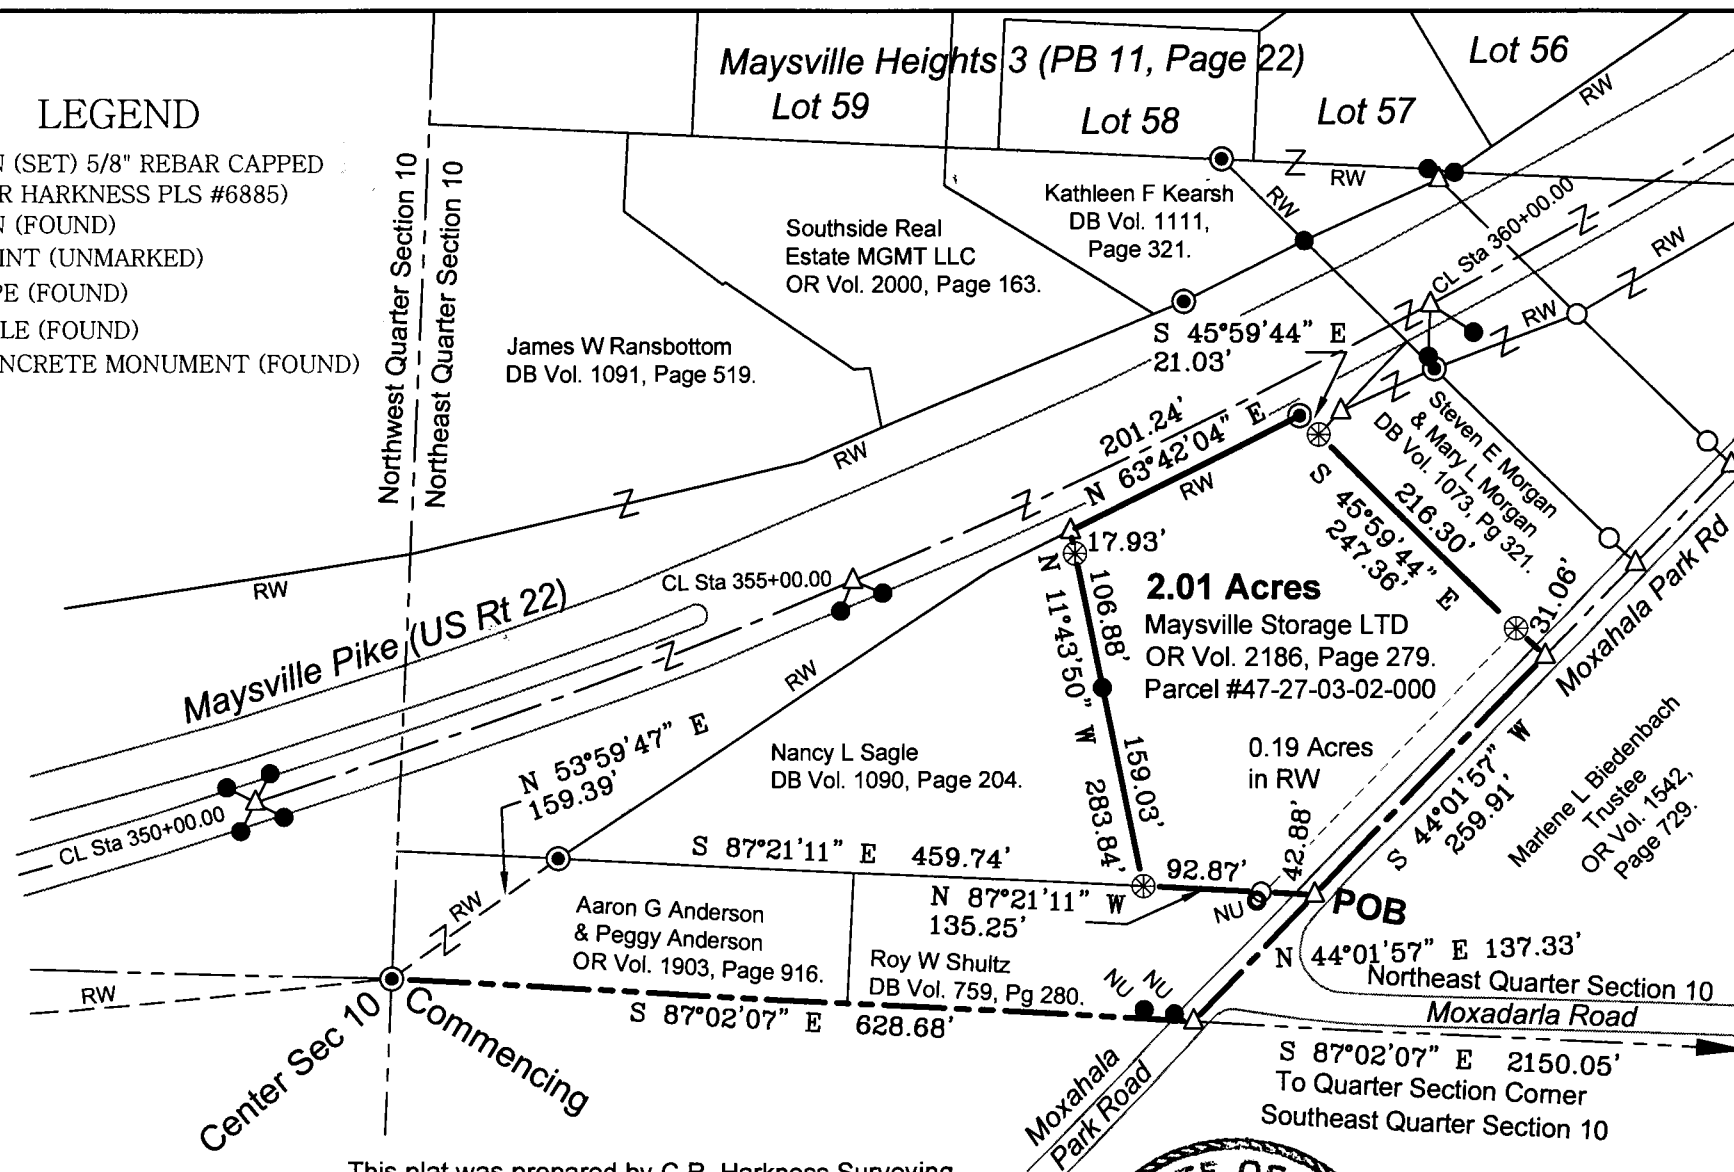 Maysville Heights 3 (PB 11, Page 22)
Lot 59
Lot 58
Lot 57
Lot 56
LEGEND
(SET) 5/8" REBAR CAPPED
HARKNESS PLS #6885)
(FOUND)
(UNMARKED)
(FOUND)
(FOUND)
MONUMENT (FOUND)
Northwest Quarter Section 10
Northeast Quarter Section 10
Southside Real
Estate MGMT LLC
OR Vol. 2000, Page 163.
Kathleen F Kearsh
DB Vol. 1111,
Page 321.
James W Ransbottom
DB Vol. 1091, Page 519.
RW
RW
RW
RW
RW
CL Sta 360+00.00
S 45°59'44" E
21.03'
201.24'
N 63°42'04" E
RW
RW
RW
CL Sta 355+00.00
Maysville Pike (US Rt 22)
CL Sta 350+00.00
RW
17.93'
N 11°43'50" W 283.84'
106.88'
159.03'
2.01 Acres
Maysville Storage LTD
OR Vol. 2186, Page 279.
Parcel #47-27-03-02-000
Steven E Morgan
& Mary L Morgan
DB Vol. 1073, Pg 321.
216.30'
S 45°59'44" E
247.36'
31.06'
Moxahala Park Rd
0.19 Acres
in RW
Nancy L Sagle
DB Vol. 1090, Page 204.
N 53°59'47" E
159.39'
S 87°21'11" E 459.74'
92.87'
42.88'
N 87°21'11" W
135.25'
NU
POB
S 44°01'57" W
259.91'
Marlene L Biedenbach
Trustee
OR Vol. 1542,
Page 729.
RW
Aaron G Anderson
& Peggy Anderson
OR Vol. 1903, Page 916.
Roy W Shultz
DB Vol. 759, Pg 280.
NU
NU
N 44°01'57" E 137.33'
Northeast Quarter Section 10
Moxadarla Road
RW
S 87°02'07" E 628.68'
S 87°02'07" E 2150.05'
To Quarter Section Corner
Southeast Quarter Section 10
Center Sec 10
Commencing
Moxahala
Park Road
This plat was prepared by C.R. Harkness Surveying
OF